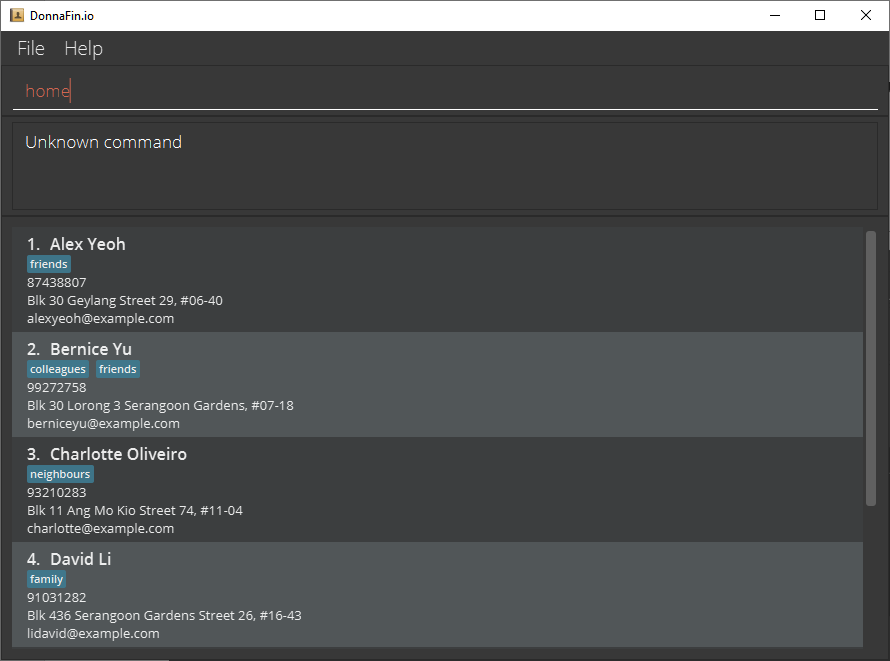 DonnaFin.io
File Help
home
Unknown command
1. Alex Yeoh
friends
87438807
Blk 30 Geylang Street 29, #06-40
alexyeoh@example.com
2. Bernice Yu
colleagues friends
99272758
Blk 30 Lorong 3 Serangoon Gardens, #07-18
berniceyu@example.com
3. Charlotte Oliveiro
neighbours
93210283
Blk 11 Ang Mo Kio Street 74, #11-04
charlotte@example.com
4. David Li
family
91031282
Blk 436 Serangoon Gardens Street 26, #16-43
lidavid@example.com